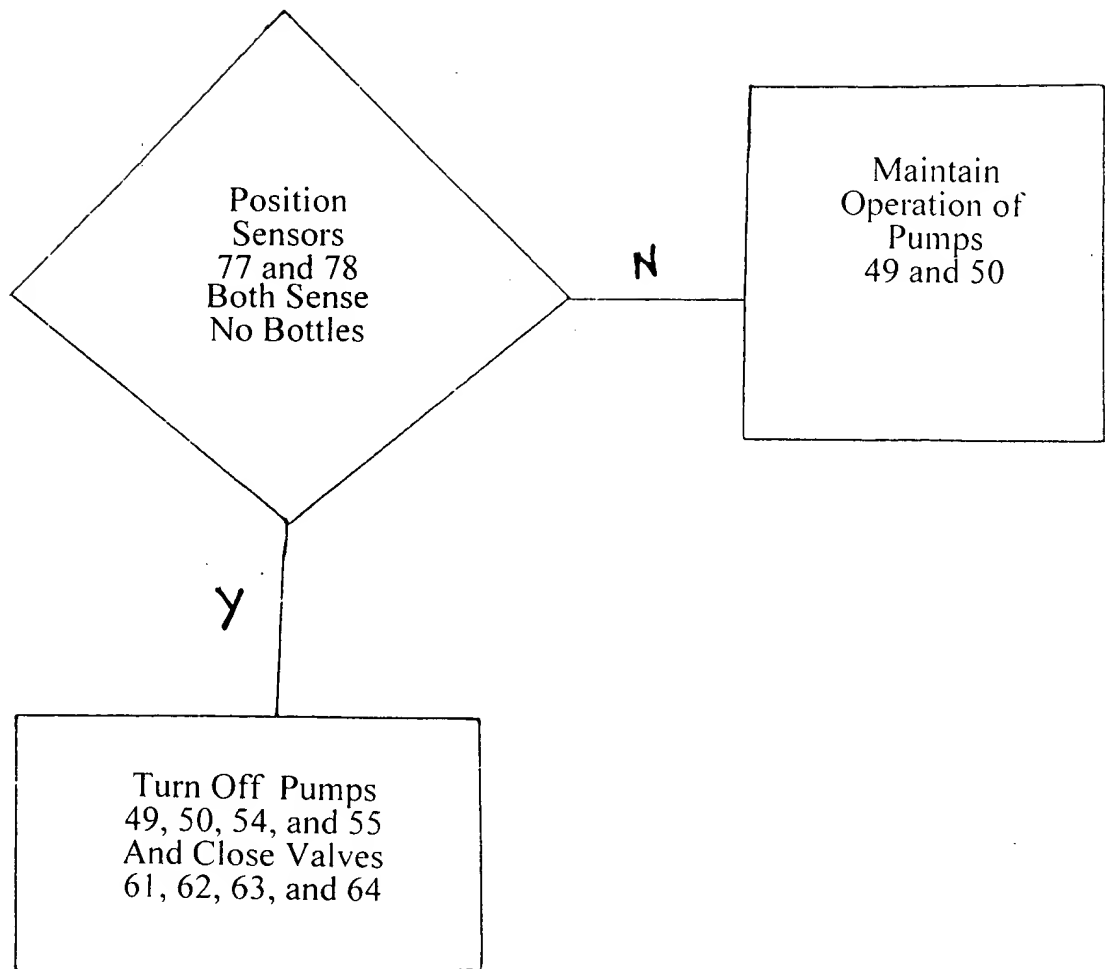 Position
Sensors
77 and 78
Both Sense
No Bottles
N
Maintain
Operation of
Pumps
49 and 50
Y
Turn Off Pumps
49, 50, 54, and 55
And Close Valves
61, 62, 63, and 64